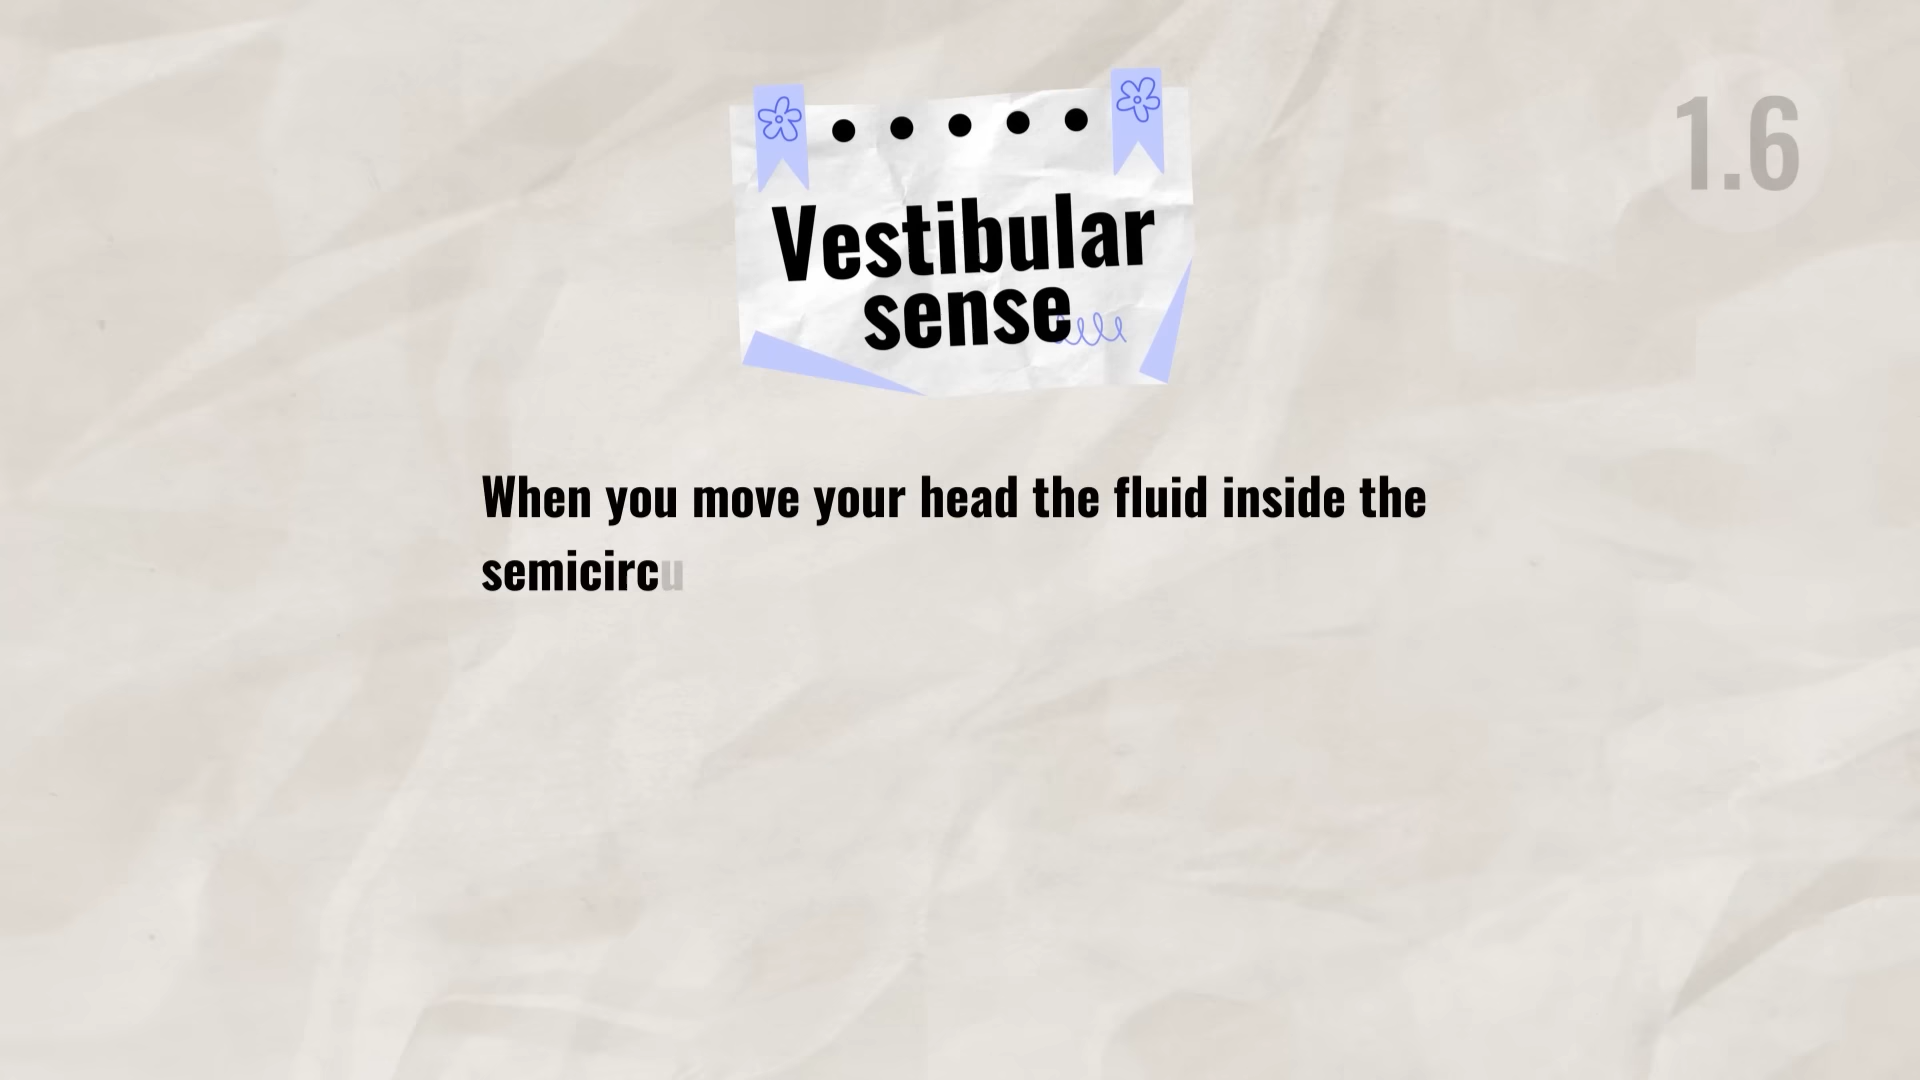 1.6
Vestibular
sense
When you move your head the fluid inside the
semicircu